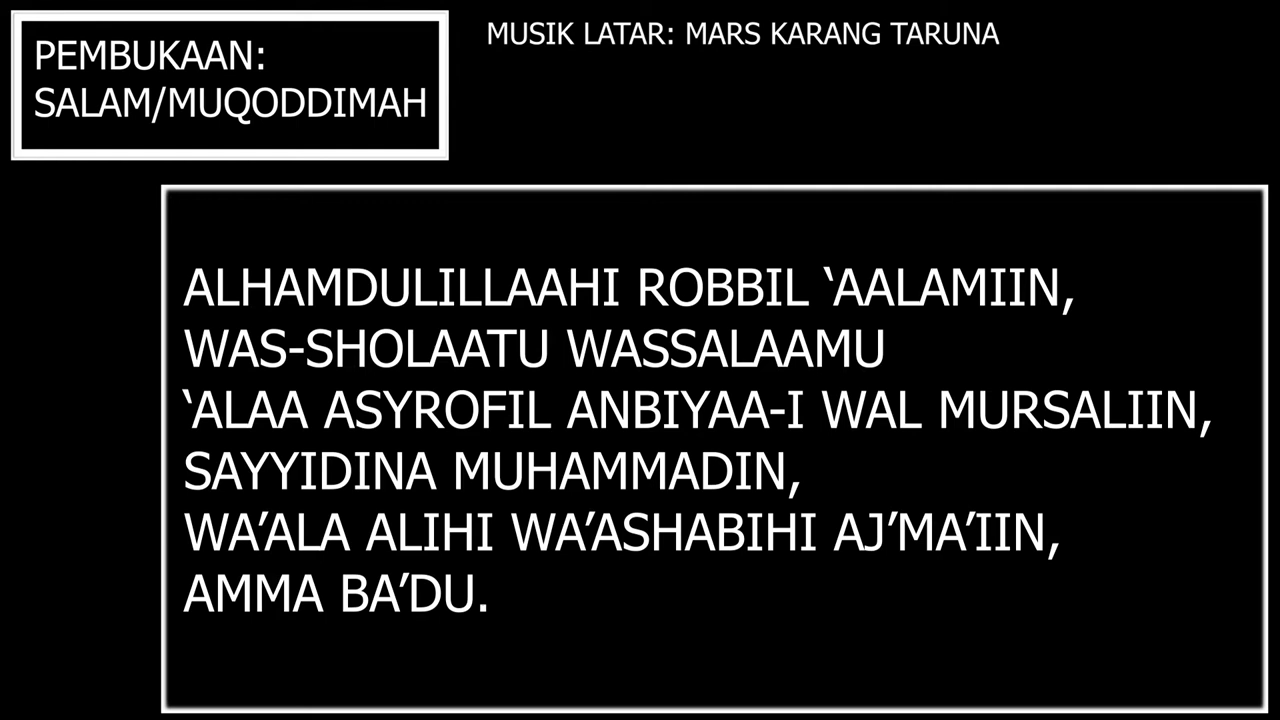 PEMBUKAAN:
SALAM/MUQODDIMAH
MUSIK LATAR: MARS KARANG TARUNA
ALHAMDULILLAAHI ROBBIL ‘AALAMIIN,
WAS-SHOLAATU WASSALAAMU
‘ALAA ASYROFIL ANBIYAA-I WAL MURSALIIN,
SAYYIDINA MUHAMMADIN,
WA’ALA ALIHI WA’ASHABIHI AJ’MA’IIN,
AMMA BA’DU.